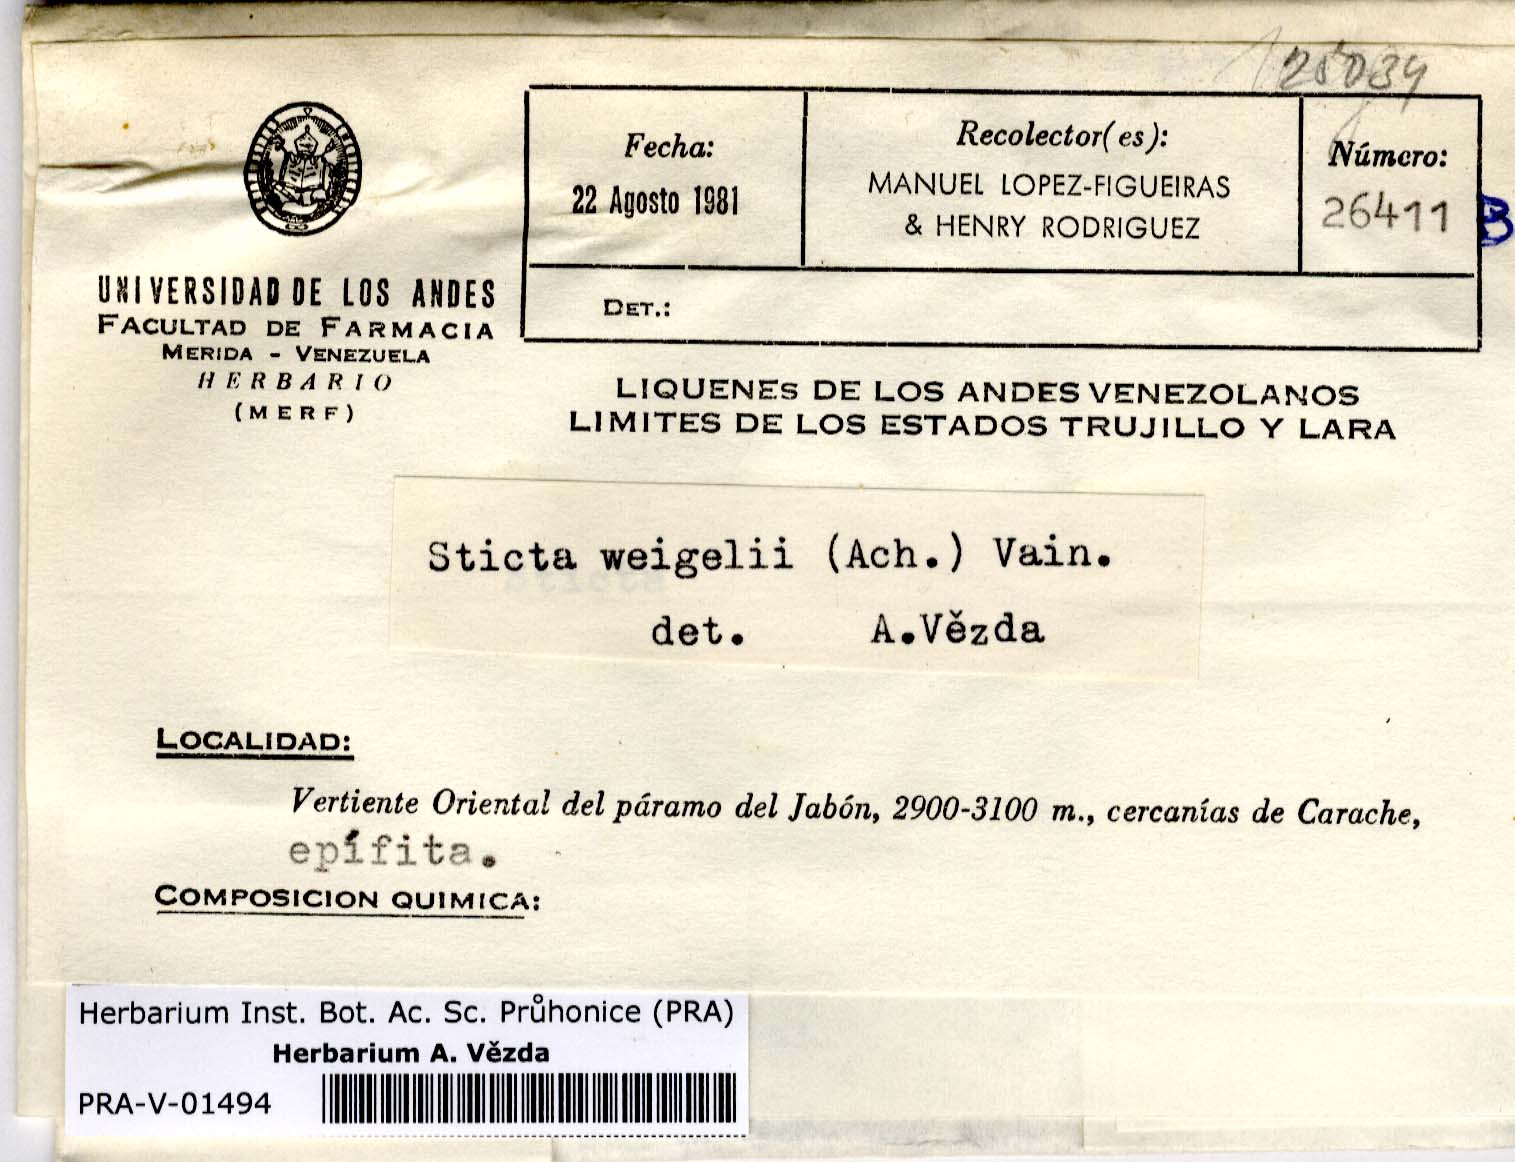 25039
Fecha:
22 Agosto 1981
Recolector(es):
MANUEL LOPEZ-FIGUEIRAS
& HENRY RODRIGUEZ
Número:
26411 B
DET.:
UNIVERSIDAD DE LOS ANDES
FACULTAD DE FARMACIA
MERIDA - VENEZUELA
HERBARIO
(MERF)
LIQUENES DE LOS ANDES VENEZOLANOS
LIMITES DE LOS ESTADOS TRUJILLO Y LARA
Sticta weigelii (Ach.) Vain.
det. A.Vězda
LOCALIDAD:
Vertiente Oriental del páramo del Jabón, 2900-3100 m., cercanías de Carache,
epífita.
COMPOSICION QUIMICA:
Herbarium Inst. Bot. Ac. Sc. Průhonice (PRA)
Herbarium A. Vězda
PRA-V-01494